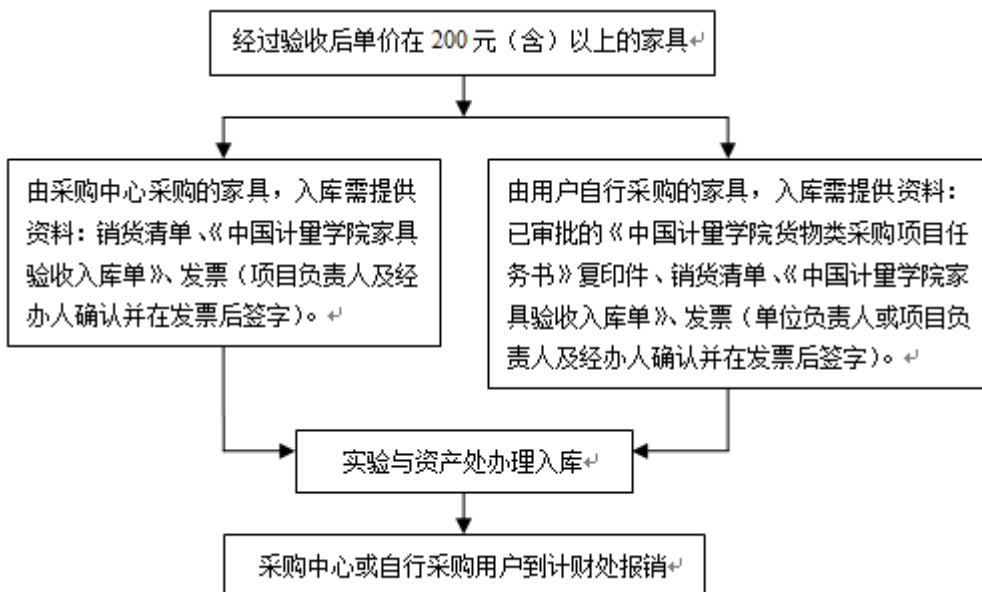 经过验收后单价在 200 元（含）以上的家具↵
由采购中心采购的家具，入库需提供
资料：销货清单、《中国计量学院家具
验收入库单》、发票（项目负责人及经
办人确认并在发票后签字）。↵
由用户自行采购的家具，入库需提供资料：
已审批的《中国计量学院货物类采购项目任
务书》复印件、销货清单、《中国计量学院家
具验收入库单》、发票（单位负责人或项目负
责人及经办人确认并在发票后签字）。↵
实验与资产处办理入库↵
采购中心或自行采购用户到计财处报销↵